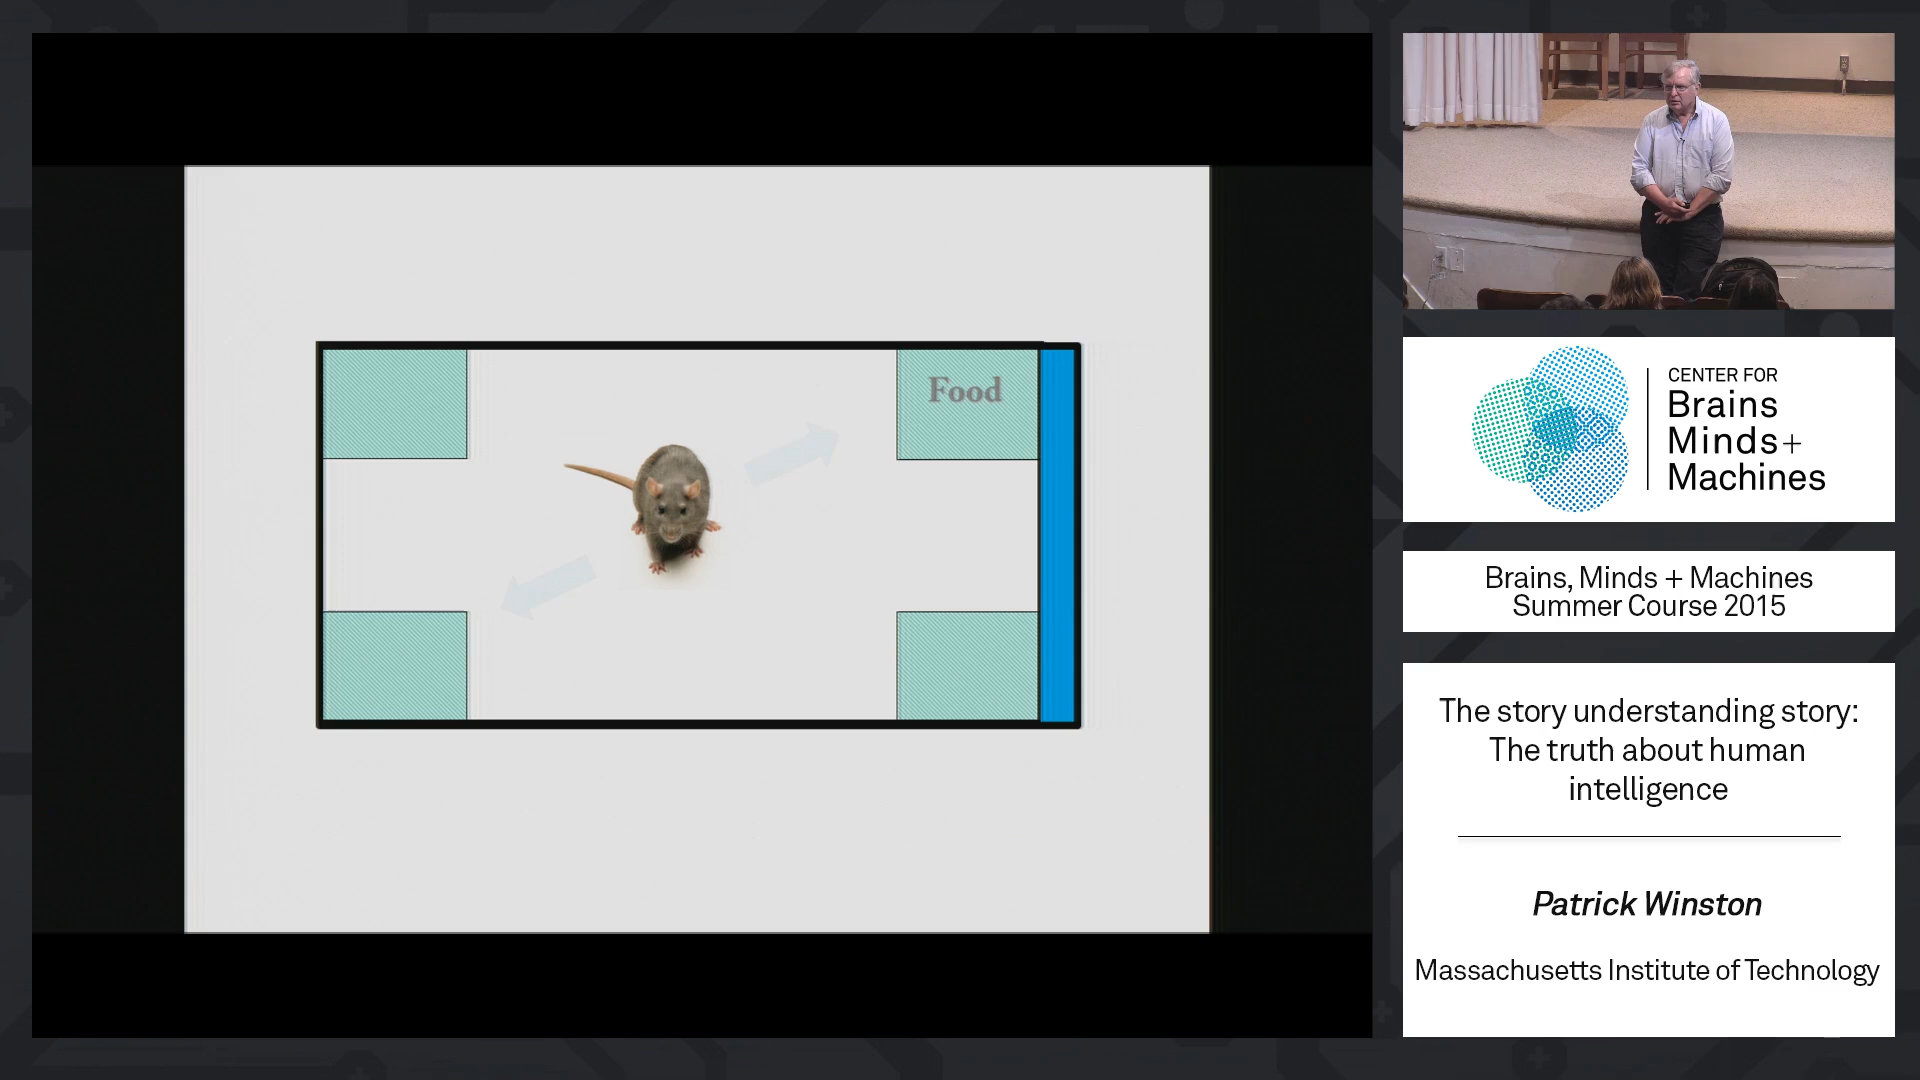 Food
CENTER FOR
Brains
Minds+
Machines
Brains, Minds + Machines
Summer Course 2015
The story understanding story:
The truth about human
intelligence
Patrick Winston
Massachusetts Institute of Technology